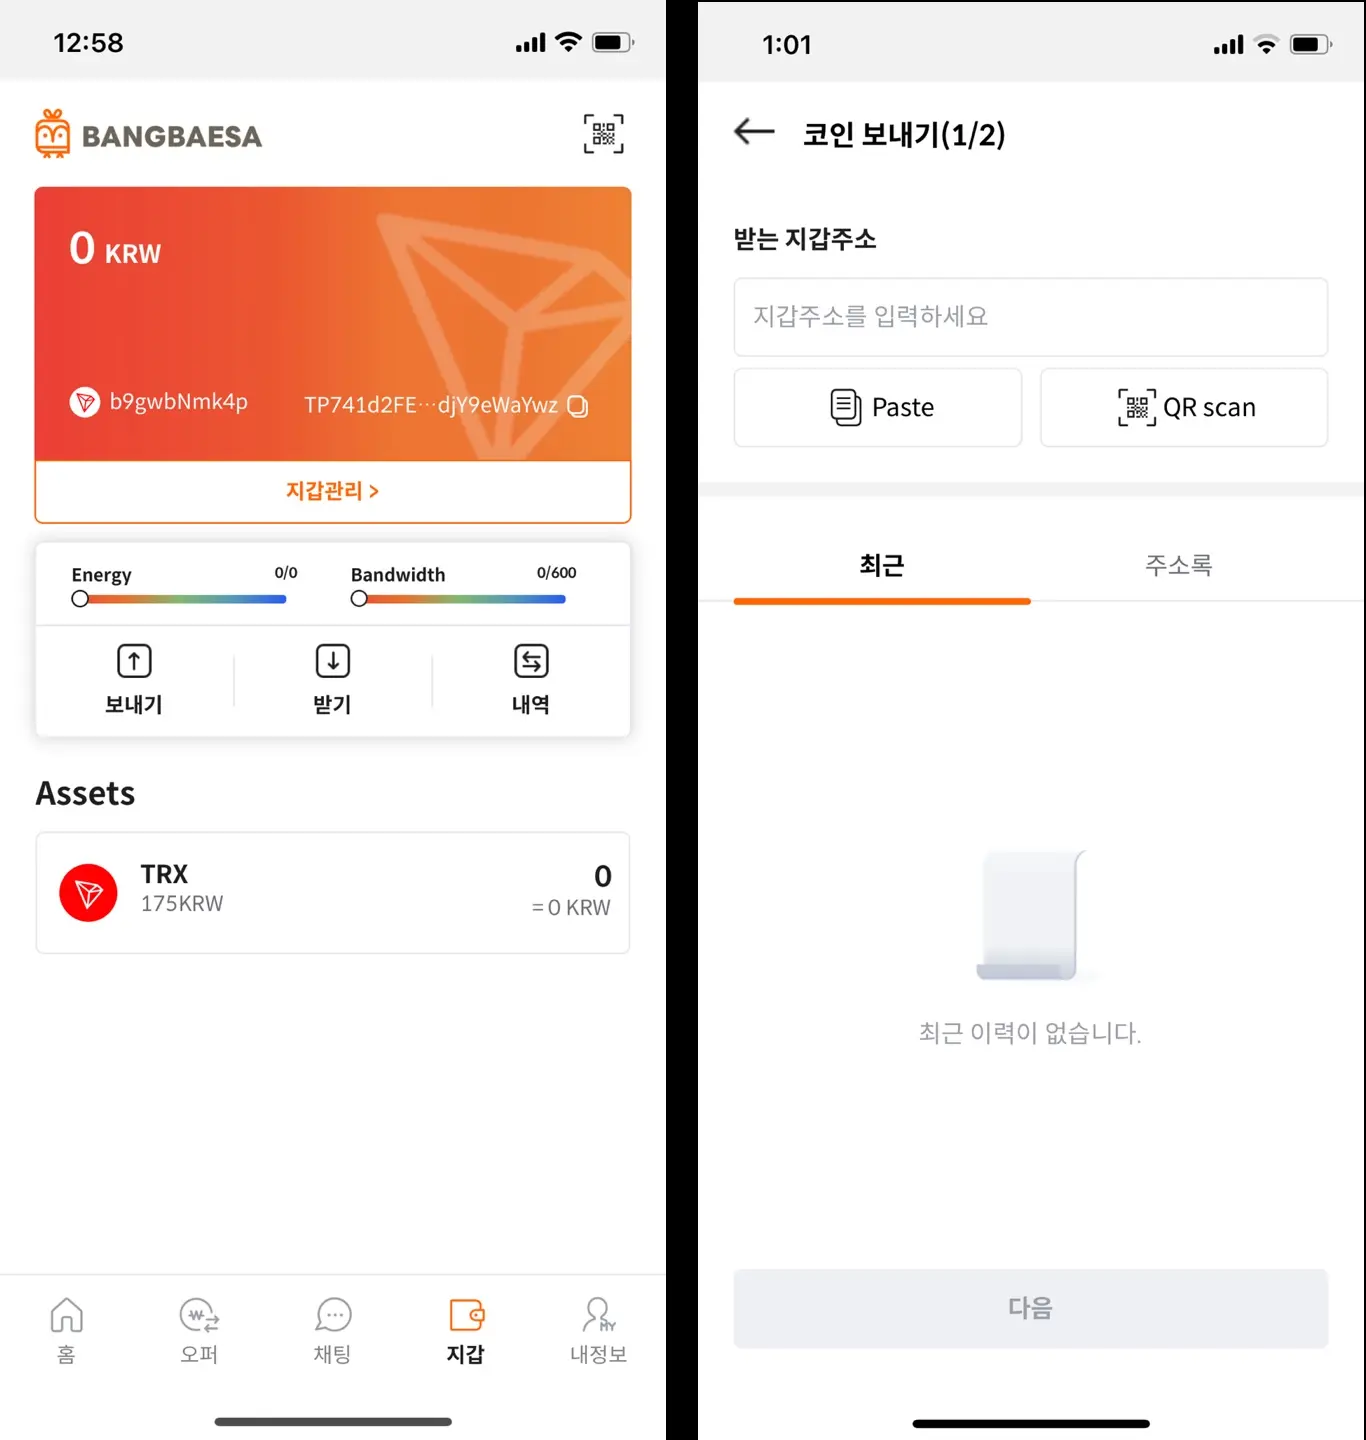 12:58
BANGBAESA
0 KRW
b9gwbNmk4p
TP741d2FE···djY9eWaYwz
지갑관리 >
Energy 0/0
Bandwidth 0/600
보내기
받기
내역
Assets
TRX
175KRW
0
= 0 KRW
홈
오퍼
채팅
지갑
MY
내정보
1:01
코인 보내기(1/2)
받는 지갑주소
지갑주소를 입력하세요
Paste
QR scan
최근
주소록
최근 이력이 없습니다.
다음